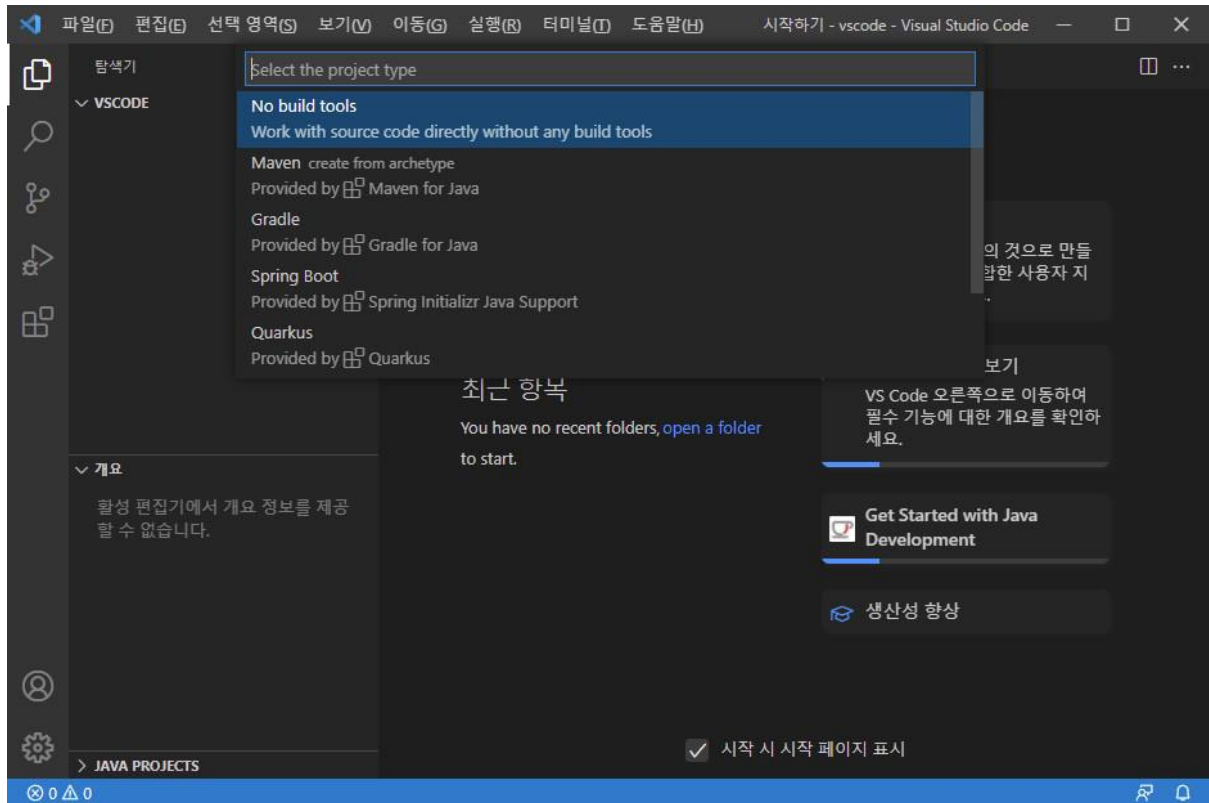 파일(F) 편집(E) 선택 영역(S) 보기(V) 이동(G) 실행(R) 터미널(T) 도움말(H) 시작하기 - vscode - Visual Studio Code
탐색기
VSCODE
Select the project type
No build tools
Work with source code directly without any build tools
Maven create from archetype
Provided by Maven for Java
Gradle
Provided by Gradle for Java
Spring Boot
Provided by Spring Initializr Java Support
Quarkus
Provided by Quarkus
최근 항목
You have no recent folders, open a folder
to start.
의 것으로 만들
합한 사용자 지
보기
VS Code 오른쪽으로 이동하여
필수 기능에 대한 개요를 확인하
세요.
Get Started with Java
Development
생산성 향상
개요
활성 편집기에서 개요 정보를 제공
할 수 없습니다.
시작 시 시작 페이지 표시
JAVA PROJECTS
0 0